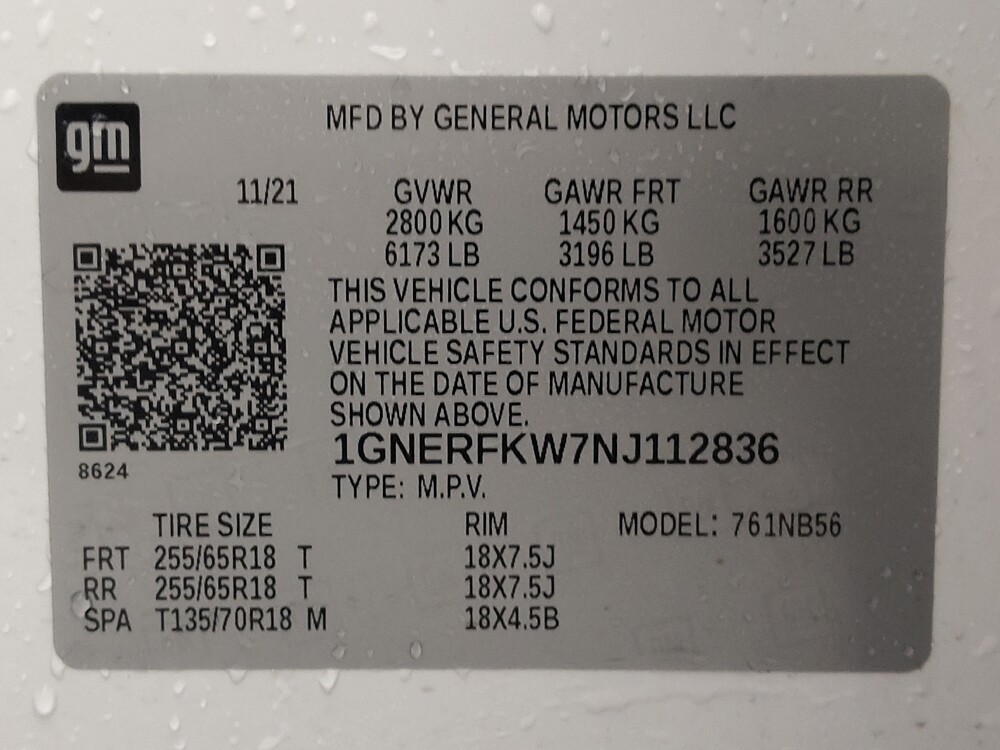 gm
MFD BY GENERAL MOTORS LLC
11/21 GVWR GAWR FRT GAWR RR
2800 KG 1450 KG 1600 KG
6173 LB 3196 LB 3527 LB
THIS VEHICLE CONFORMS TO ALL
APPLICABLE U.S. FEDERAL MOTOR
VEHICLE SAFETY STANDARDS IN EFFECT
ON THE DATE OF MANUFACTURE
SHOWN ABOVE.
1GNERFKW7NJ112836
8624
TYPE: M.P.V.
TIRE SIZE RIM MODEL: 761NB56
FRT 255/65R18 T 18X7.5J
RR 255/65R18 T 18X7.5J
SPA T135/70R18 M 18X4.5B